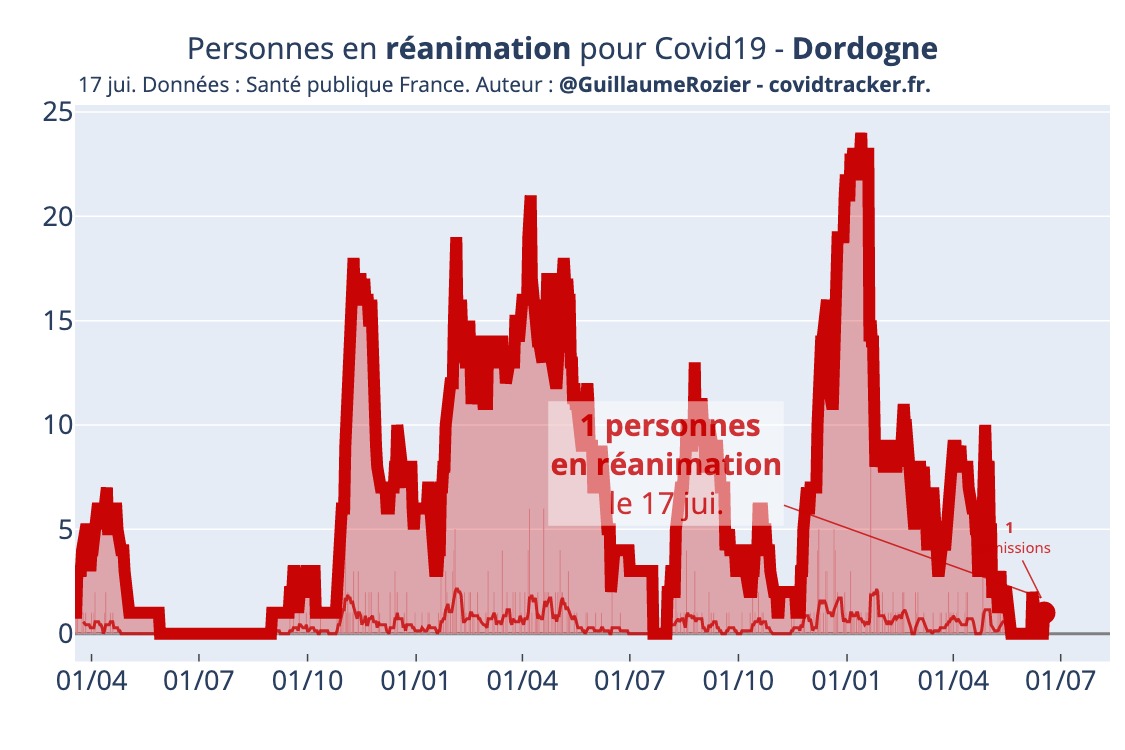 Personnes en réanimation pour Covid19 - Dordogne
17 jui. Données : Santé publique France. Auteur : @GuillaumeRozier - covidtracker.fr.
25
20
15
10
5
0
1 personnes
en réanimation
le 17 jui.
1
missions
01/04 01/07 01/10 01/01 01/04 01/07 01/10 01/01 01/04 01/07